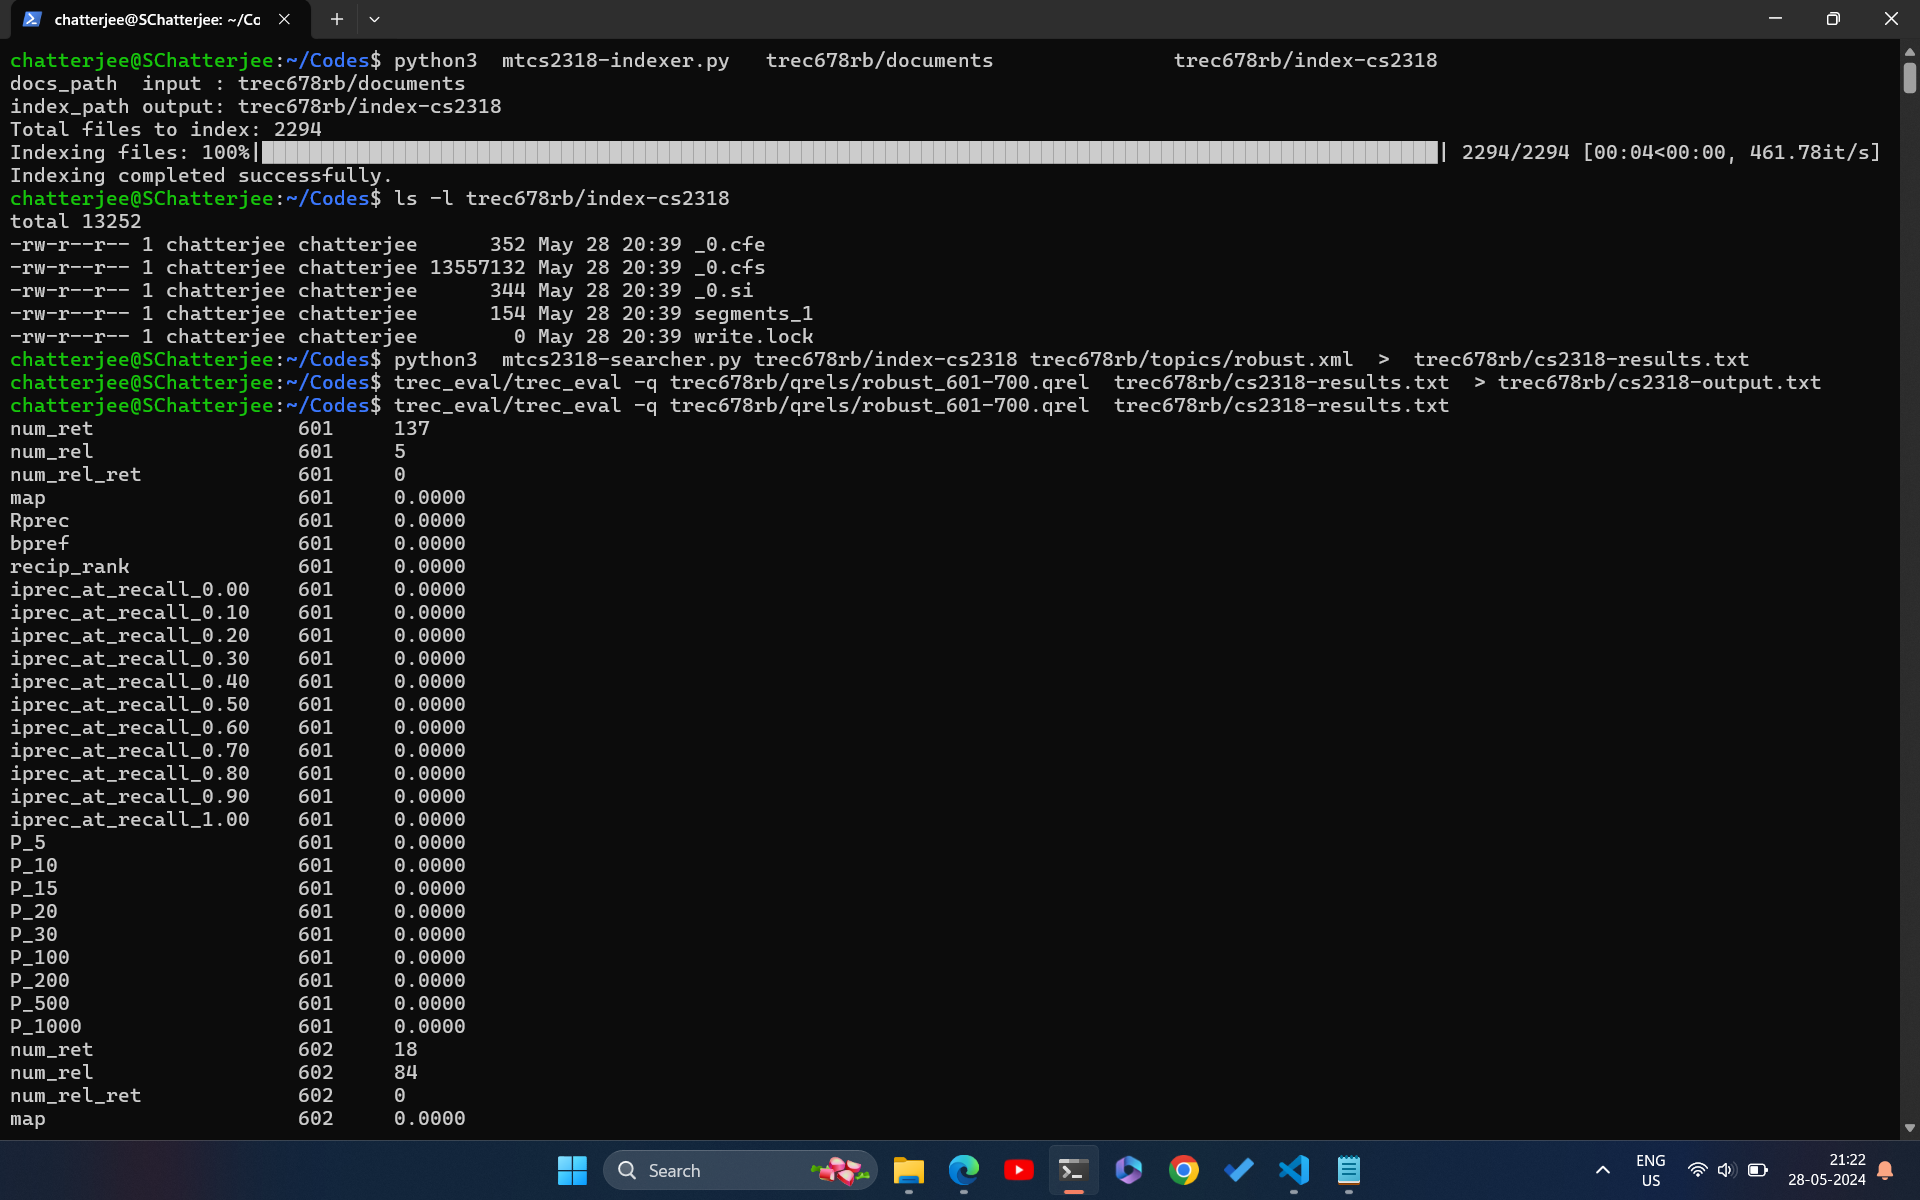 chatterjee@SChatterjee: ~/Co
chatterjee@SChatterjee:~/Codes$ python3  mtcs2318-indexer.py   trec678rb/documents               trec678rb/index-cs2318
docs_path  input : trec678rb/documents
index_path output: trec678rb/index-cs2318
Total files to index: 2294
Indexing files: 100%| | 2294/2294 [00:04<00:00, 461.78it/s]
Indexing completed successfully.
chatterjee@SChatterjee:~/Codes$ ls -l trec678rb/index-cs2318
total 13252
-rw-r--r-- 1 chatterjee chatterjee      352 May 28 20:39 _0.cfe
-rw-r--r-- 1 chatterjee chatterjee 13557132 May 28 20:39 _0.cfs
-rw-r--r-- 1 chatterjee chatterjee      344 May 28 20:39 _0.si
-rw-r--r-- 1 chatterjee chatterjee      154 May 28 20:39 segments_1
-rw-r--r-- 1 chatterjee chatterjee        0 May 28 20:39 write.lock
chatterjee@SChatterjee:~/Codes$ python3  mtcs2318-searcher.py trec678rb/index-cs2318 trec678rb/topics/robust.xml  >  trec678rb/cs2318-results.txt
chatterjee@SChatterjee:~/Codes$ trec_eval/trec_eval -q trec678rb/qrels/robust_601-700.qrel  trec678rb/cs2318-results.txt  > trec678rb/cs2318-output.txt
chatterjee@SChatterjee:~/Codes$ trec_eval/trec_eval -q trec678rb/qrels/robust_601-700.qrel  trec678rb/cs2318-results.txt
num_ret                 601     137
num_rel                 601     5
num_rel_ret             601     0
map                     601     0.0000
Rprec                   601     0.0000
bpref                   601     0.0000
recip_rank              601     0.0000
iprec_at_recall_0.00    601     0.0000
iprec_at_recall_0.10    601     0.0000
iprec_at_recall_0.20    601     0.0000
iprec_at_recall_0.30    601     0.0000
iprec_at_recall_0.40    601     0.0000
iprec_at_recall_0.50    601     0.0000
iprec_at_recall_0.60    601     0.0000
iprec_at_recall_0.70    601     0.0000
iprec_at_recall_0.80    601     0.0000
iprec_at_recall_0.90    601     0.0000
iprec_at_recall_1.00    601     0.0000
P_5                     601     0.0000
P_10                    601     0.0000
P_15                    601     0.0000
P_20                    601     0.0000
P_30                    601     0.0000
P_100                   601     0.0000
P_200                   601     0.0000
P_500                   601     0.0000
P_1000                  601     0.0000
num_ret                 602     18
num_rel                 602     84
num_rel_ret             602     0
map                     602     0.0000
Search
ENG
US
21:22
28-05-2024